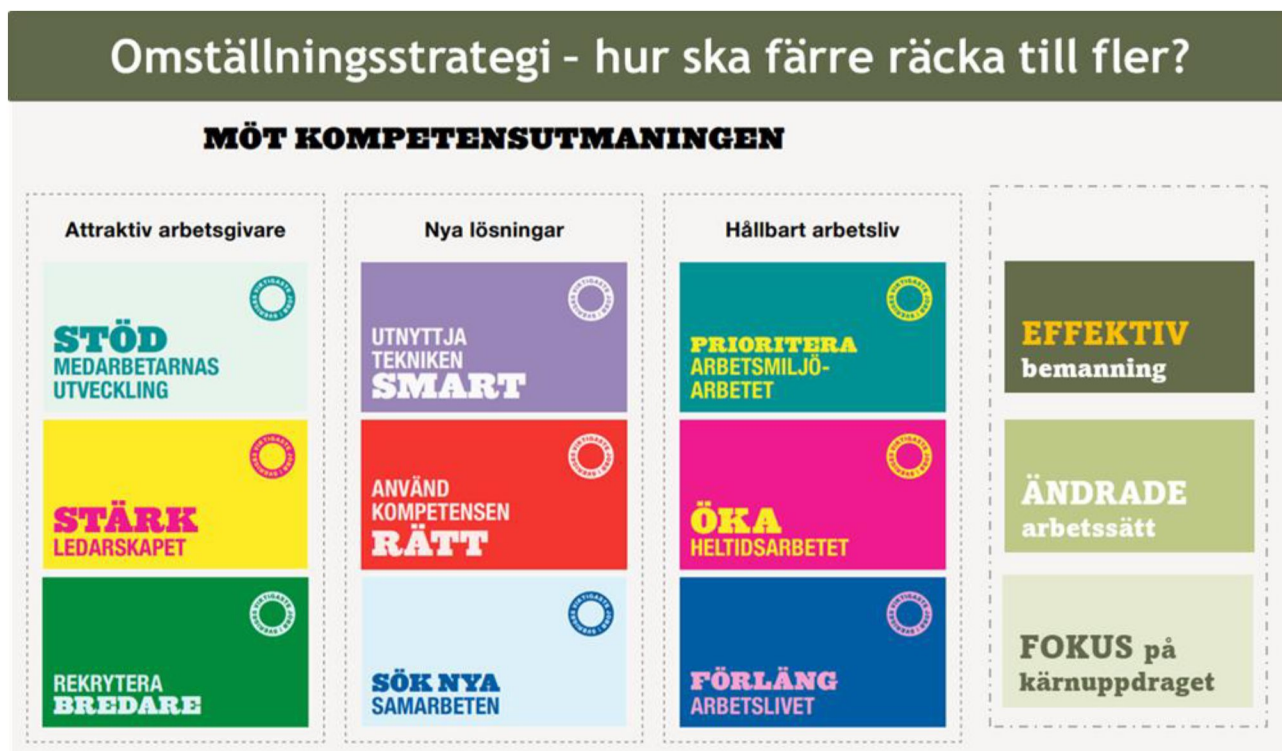 Omställningsstrategi – hur ska färre räcka till fler?
MÖT KOMPETENSUTMANINGEN
Attraktiv arbetsgivare
STÖD
MEDARBETARNAS
UTVECKLING
STÄRK
LEDARSKAPET
REKRYTERA
BREDARE
Nya lösningar
UTNYTTJA
TEKNIKEN
SMART
ANVÄND
KOMPETENSEN
RÄTT
SÖK NYA
SAMARBETEN
Hållbart arbetsliv
PRIORITERA
ARBETSMILJÖ-
ARBETET
ÖKA
HELTIDSARBETET
FÖRLÄNG
ARBETSLIVET
EFFEKTIV
bemanning
ÄNDRADE
arbetssätt
FOKUS på
kärnuppdraget